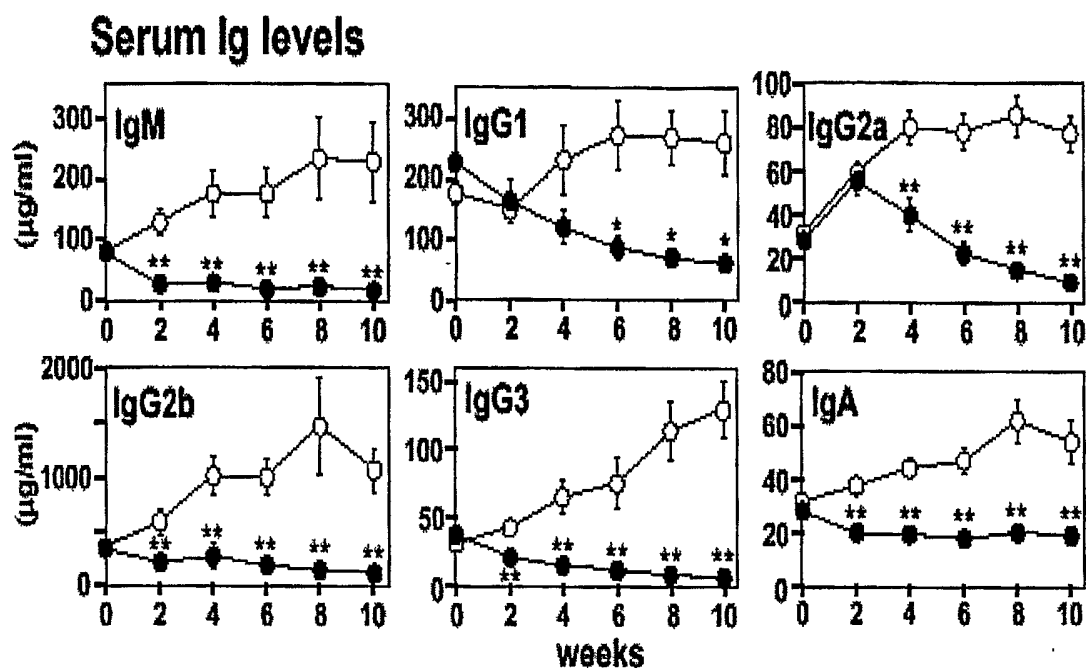 Serum Ig levels
IgM
(μg/ml)
300
200
100
0
0 2 4 6 8 10
** ** ** ** **
IgG1
300
200
100
0
0 2 4 6 8 10
* * *
IgG2a
100
80
60
40
20
0
0 2 4 6 8 10
** ** ** **
IgG2b
(μg/ml)
2000
1000
0
0 2 4 6 8 10
** ** ** ** **
IgG3
150
100
50
0
0 2 4 6 8 10
** ** ** ** **
IgA
80
60
40
20
0
0 2 4 6 8 10
** ** ** ** **
weeks